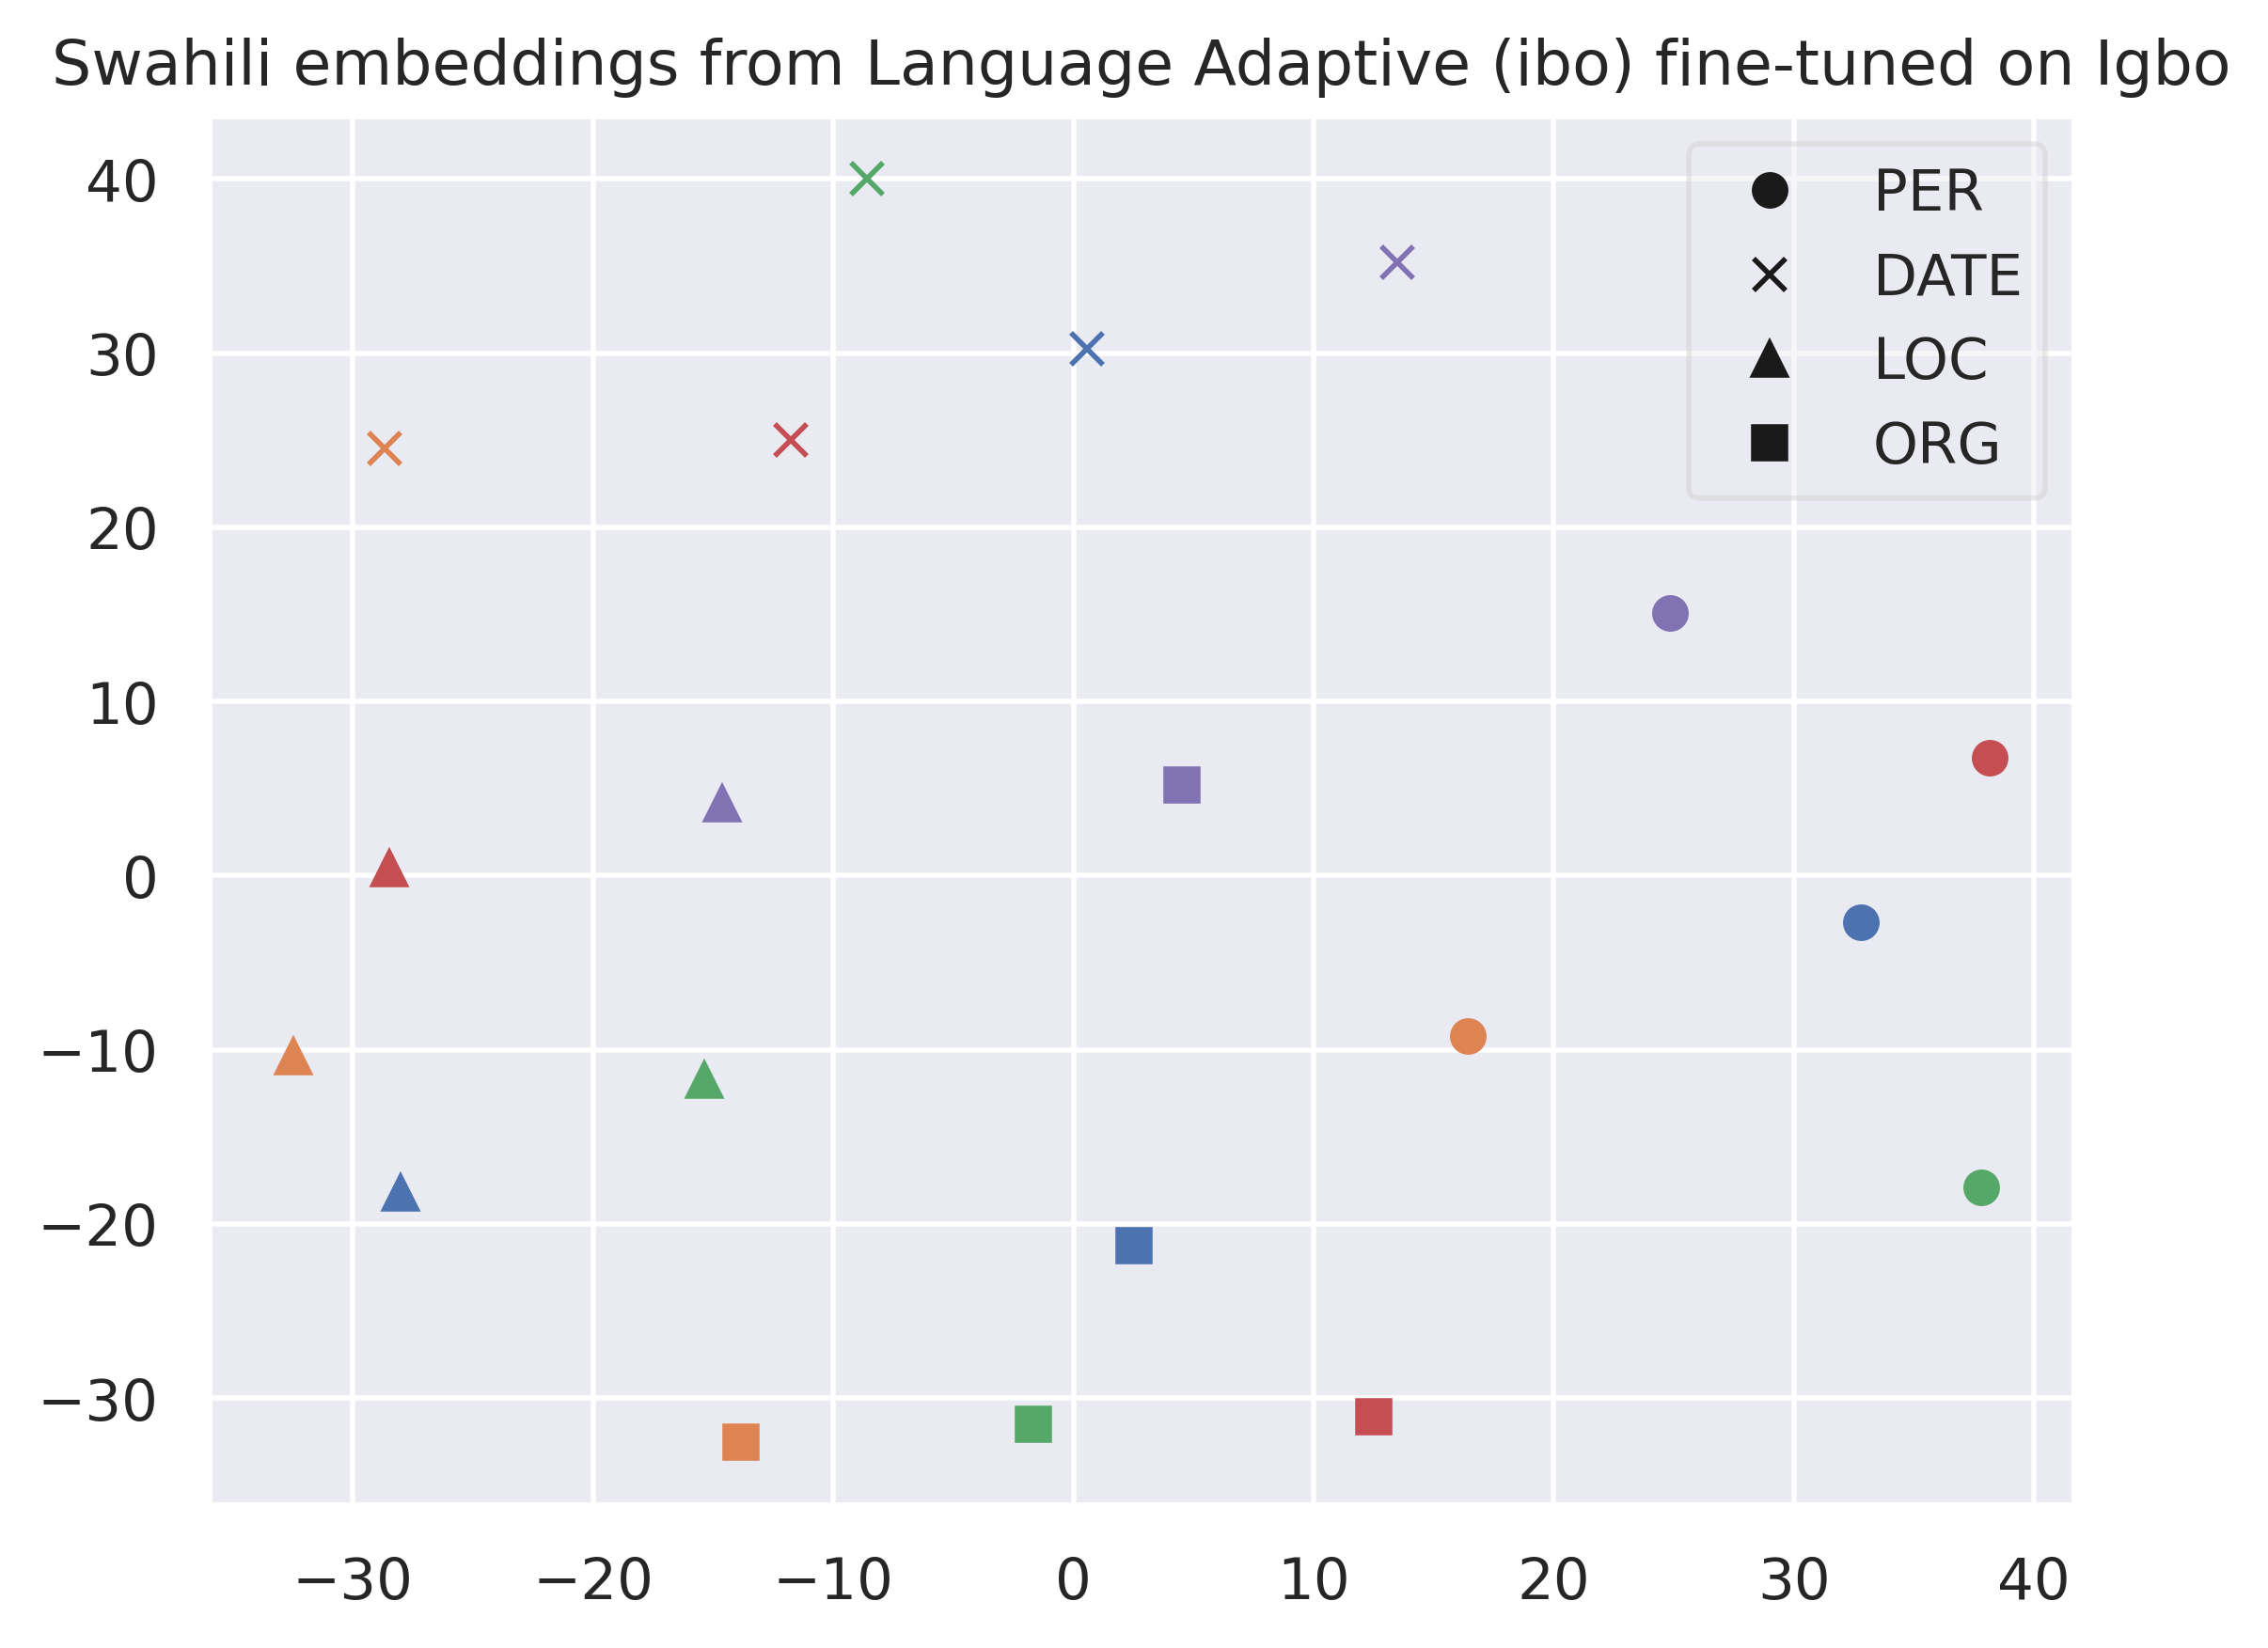 Swahili embeddings from Language Adaptive (ibo) fine-tuned on Igbo
40
30
20
10
0
−10
−20
−30
PER
DATE
LOC
ORG
−30 −20 −10 0 10 20 30 40